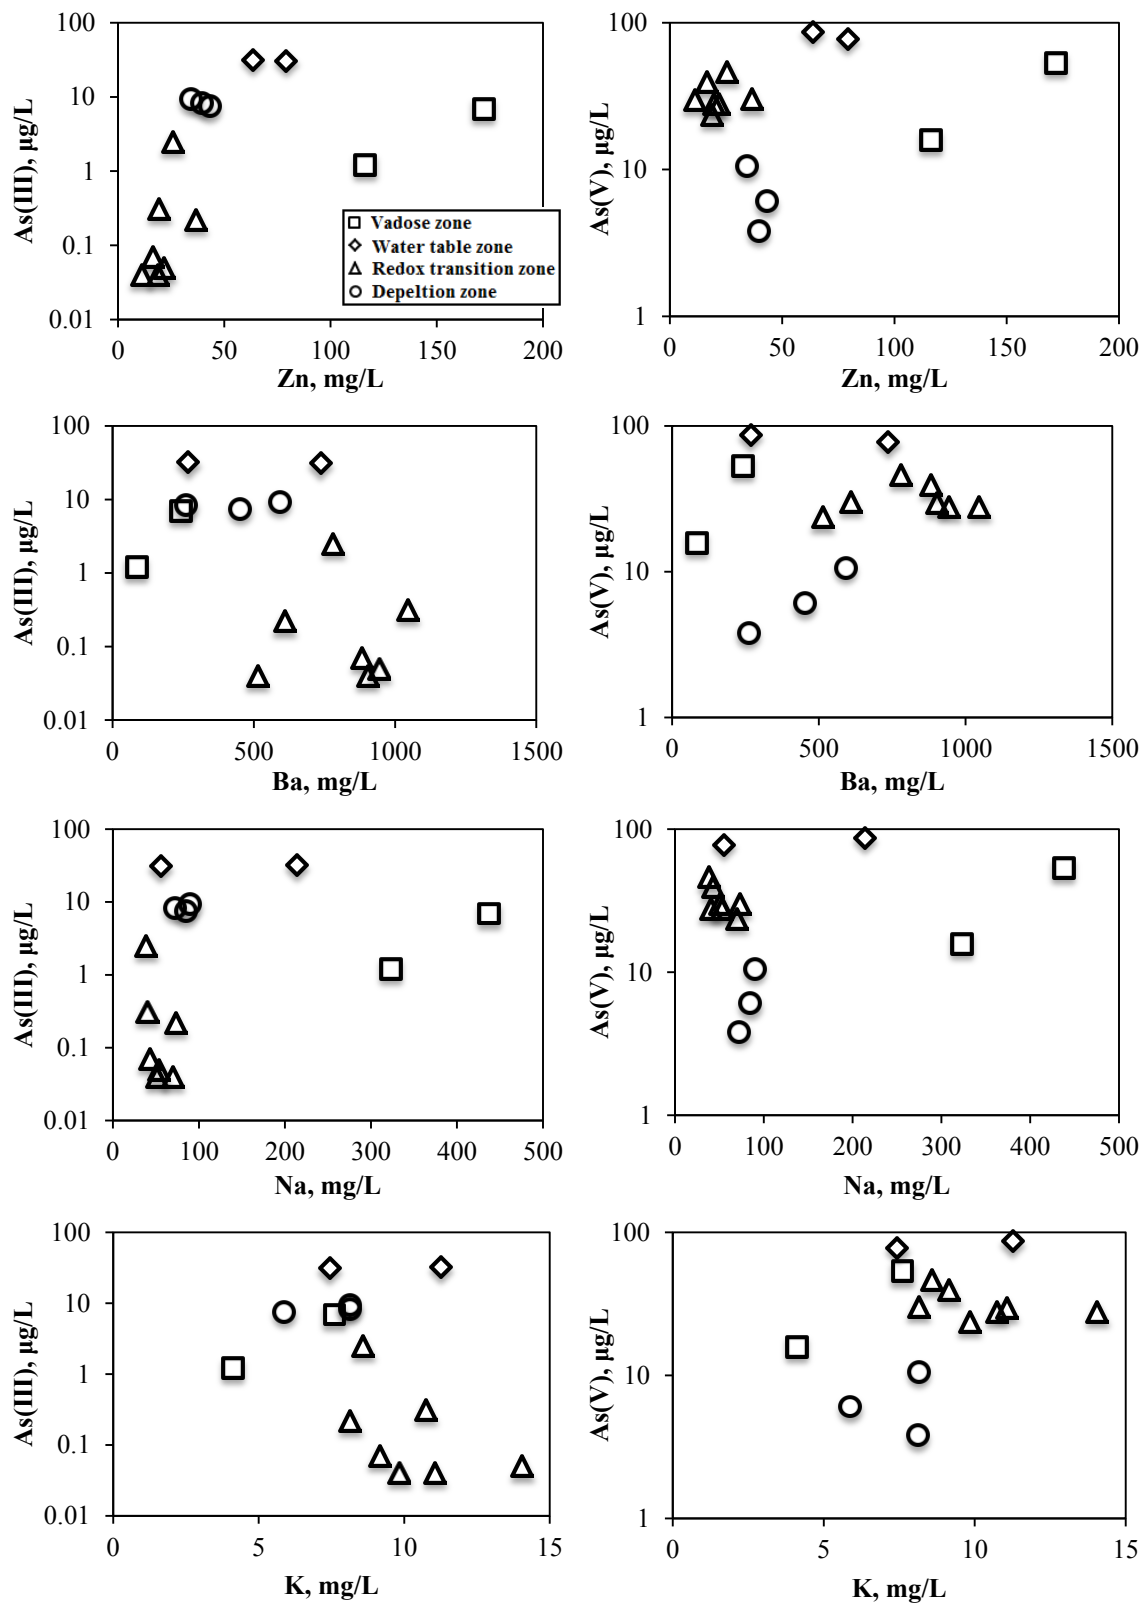 100
10
1
0.1
0.01
As(III), µg/L
0 50 100 150 200
Zn, mg/L
Vadose zone
Water table zone
Redox transition zone
Depeltion zone
100
10
1
As(V), µg/L
0 50 100 150 200
Zn, mg/L
100
10
1
0.1
0.01
As(III), µg/L
0 500 1000 1500
Ba, mg/L
100
10
1
As(V), µg/L
0 500 1000 1500
Ba, mg/L
100
10
1
0.1
0.01
As(III), µg/L
0 100 200 300 400 500
Na, mg/L
100
10
1
As(V), µg/L
0 100 200 300 400 500
Na, mg/L
100
10
1
0.1
0.01
As(III), µg/L
0 5 10 15
K, mg/L
100
10
1
As(V), µg/L
0 5 10 15
K, mg/L